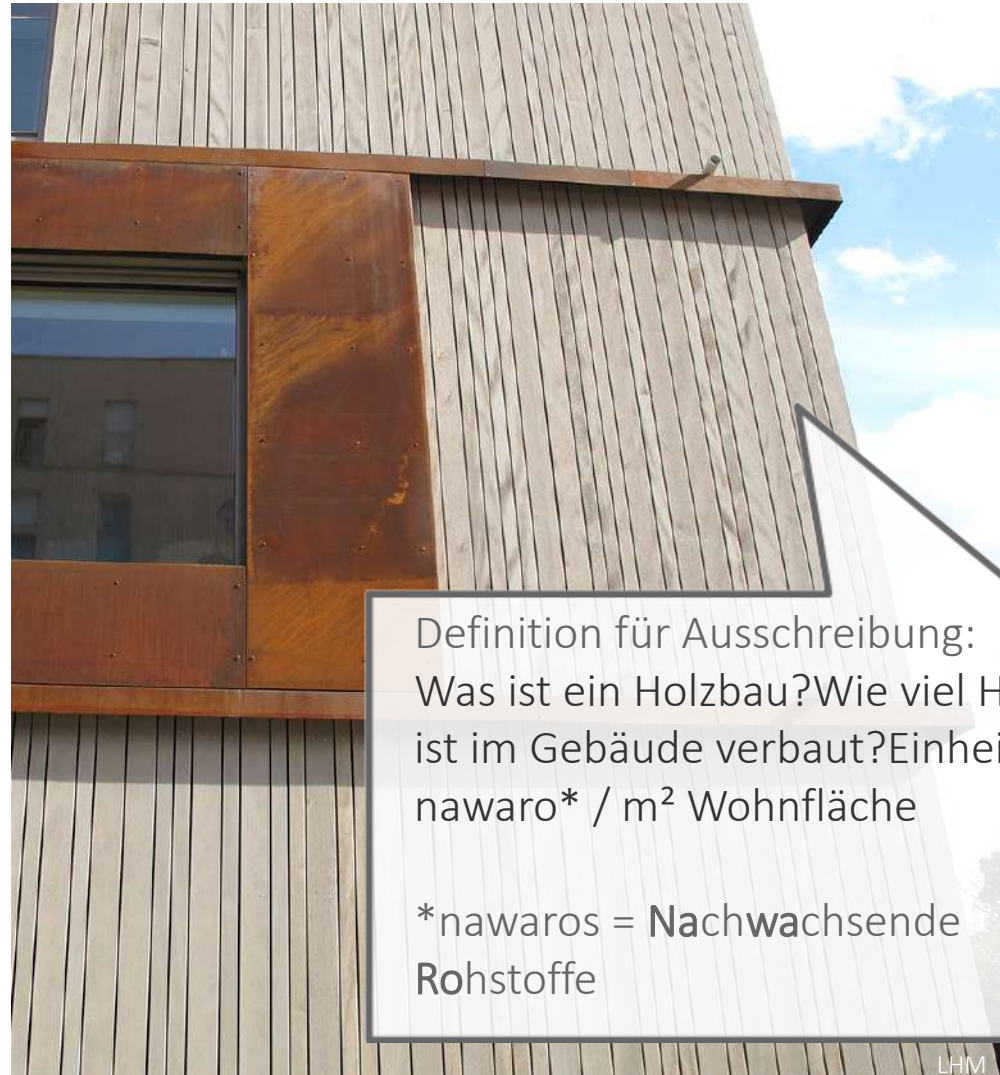 Definition für Ausschreibung:
Was ist ein Holzbau?Wie viel H
ist im Gebäude verbaut?Einhei
nawaro* / m² Wohnfläche
*nawaros = Nachwachsende
Rohstoffe
LHM